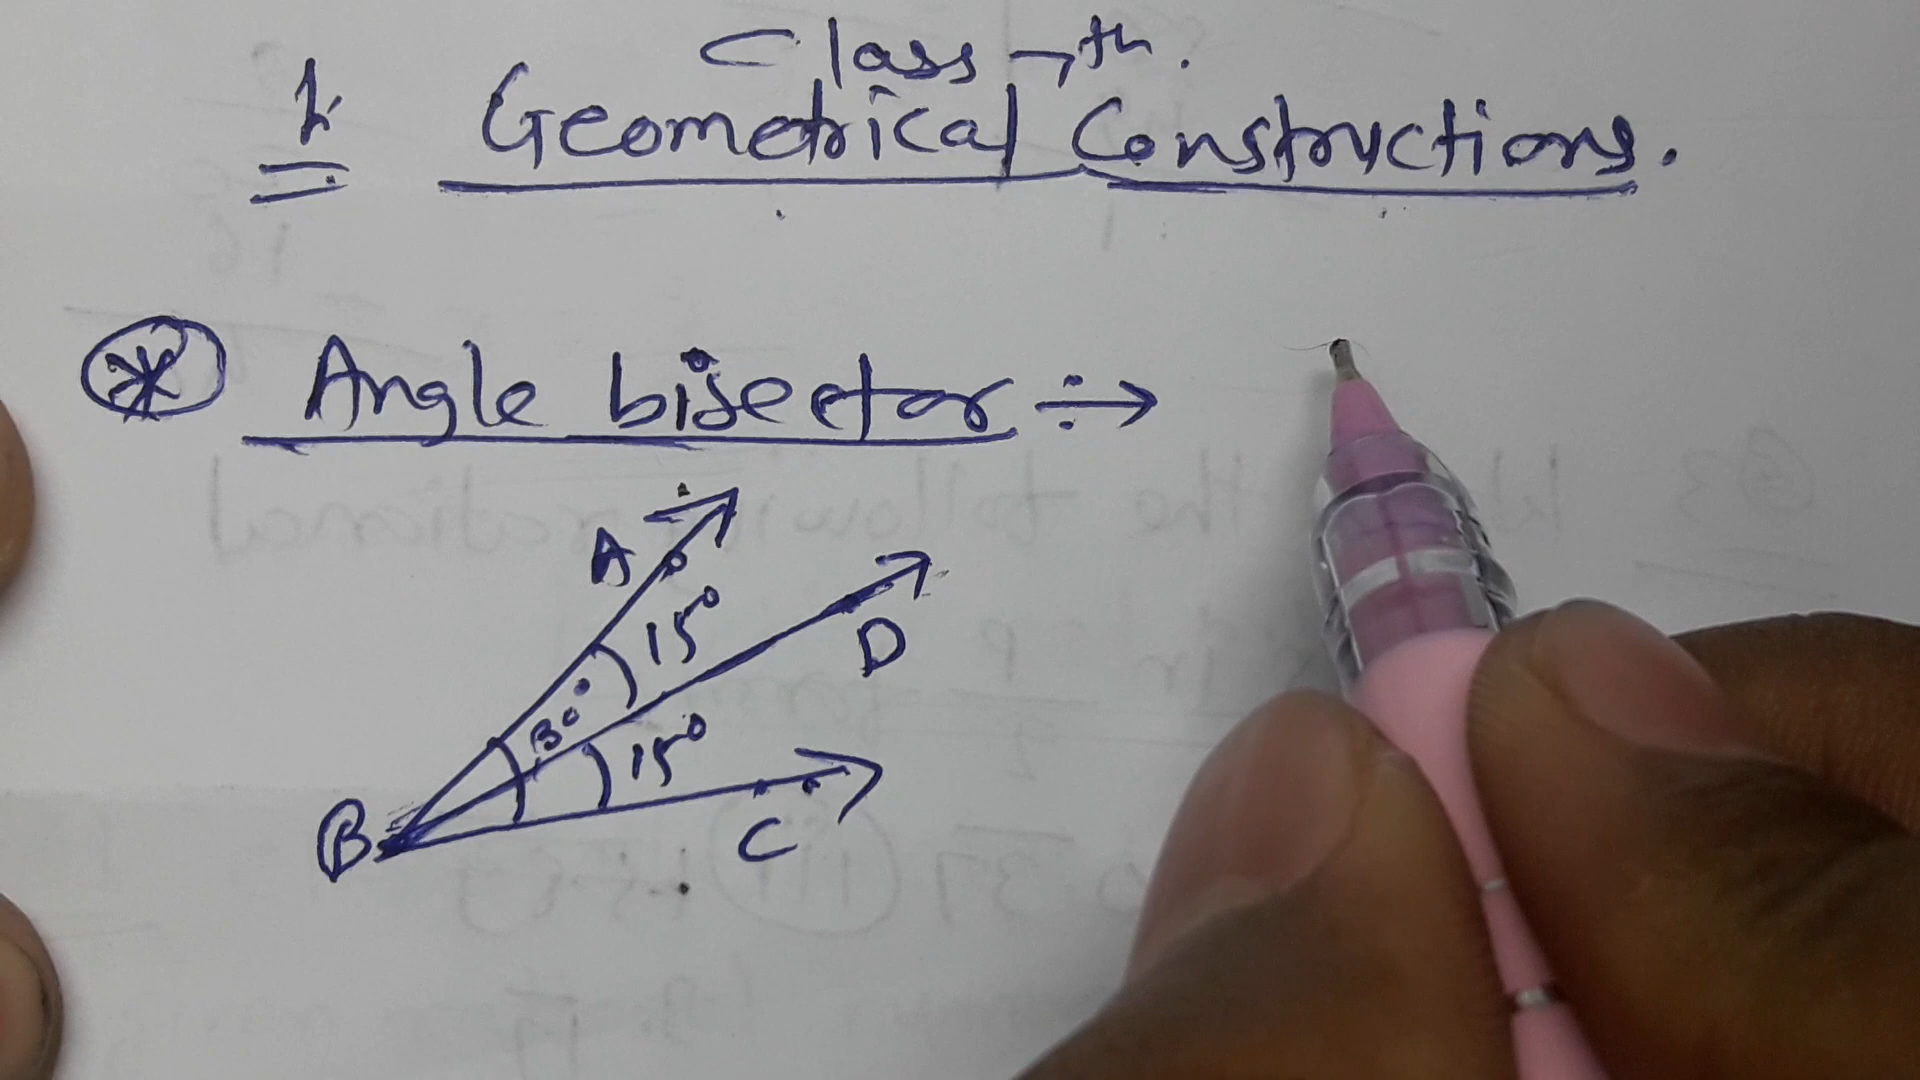 Class 7th.
1. Geometrical Constructions.
* Angle bisector ÷→
A
15°
D
30°
15°
B
C